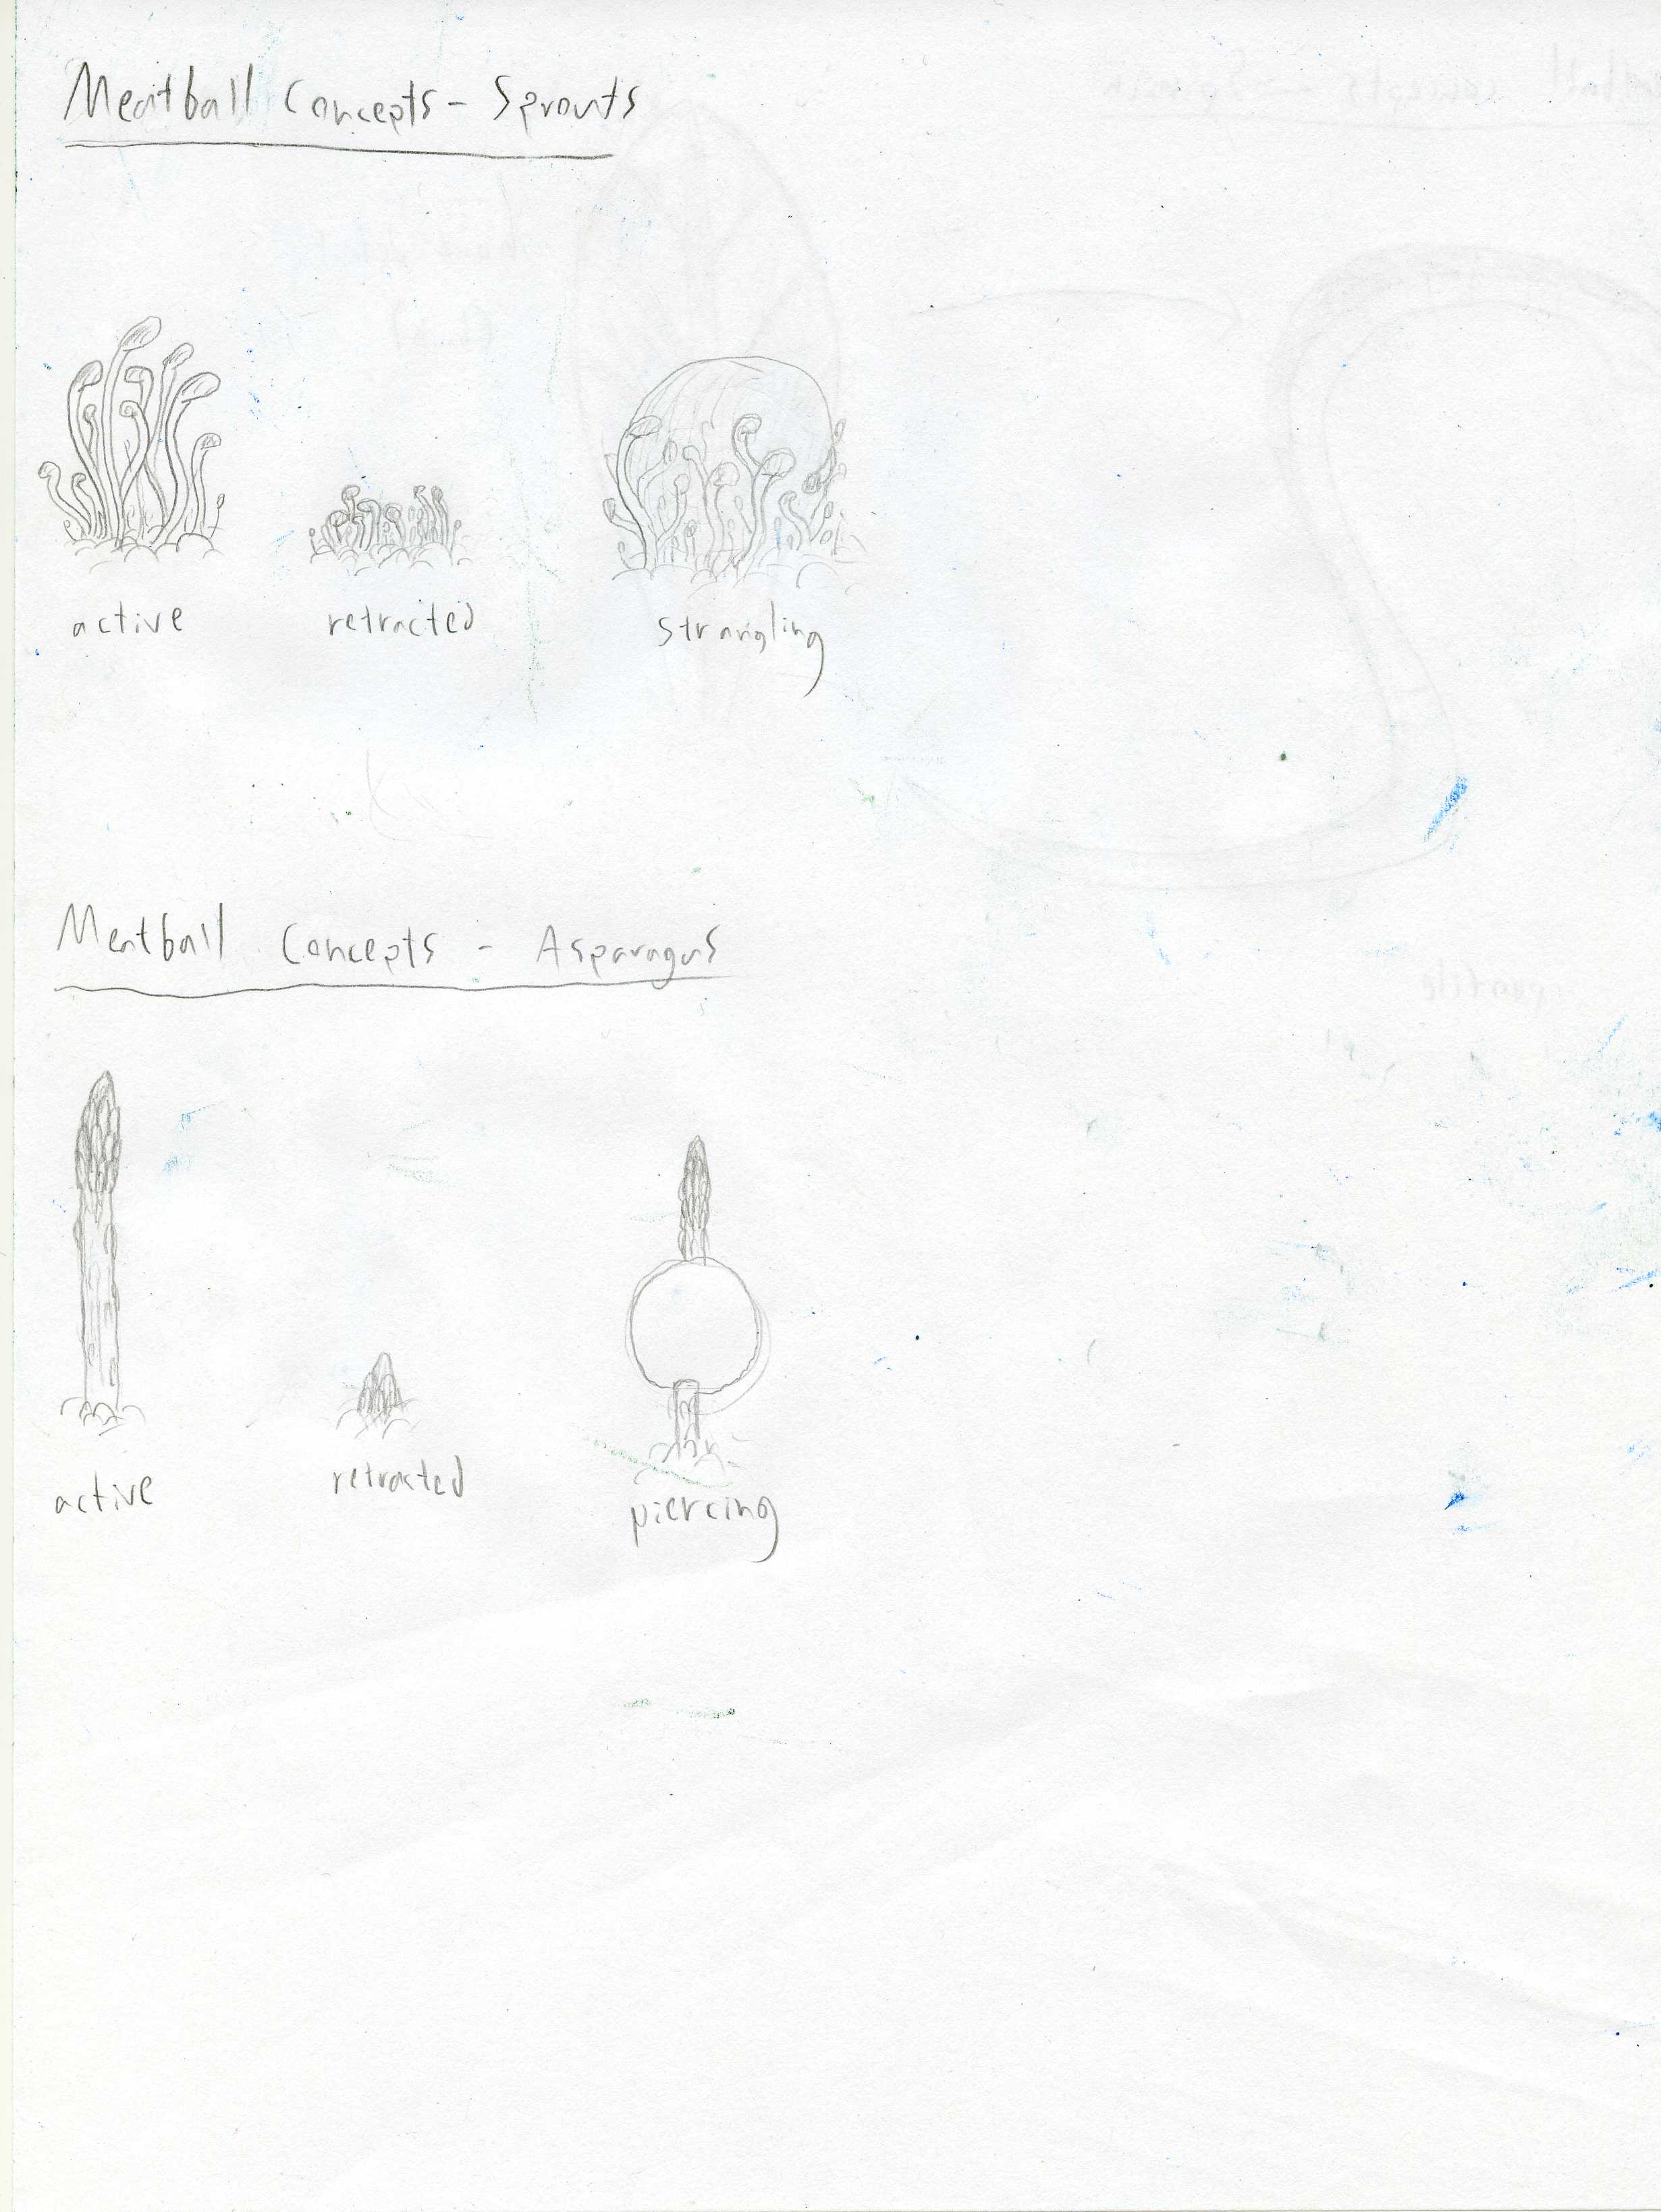 Meatball Concepts - Sprouts
active retracted strangling
Meatball Concepts - Asparagus
active retracted piercing